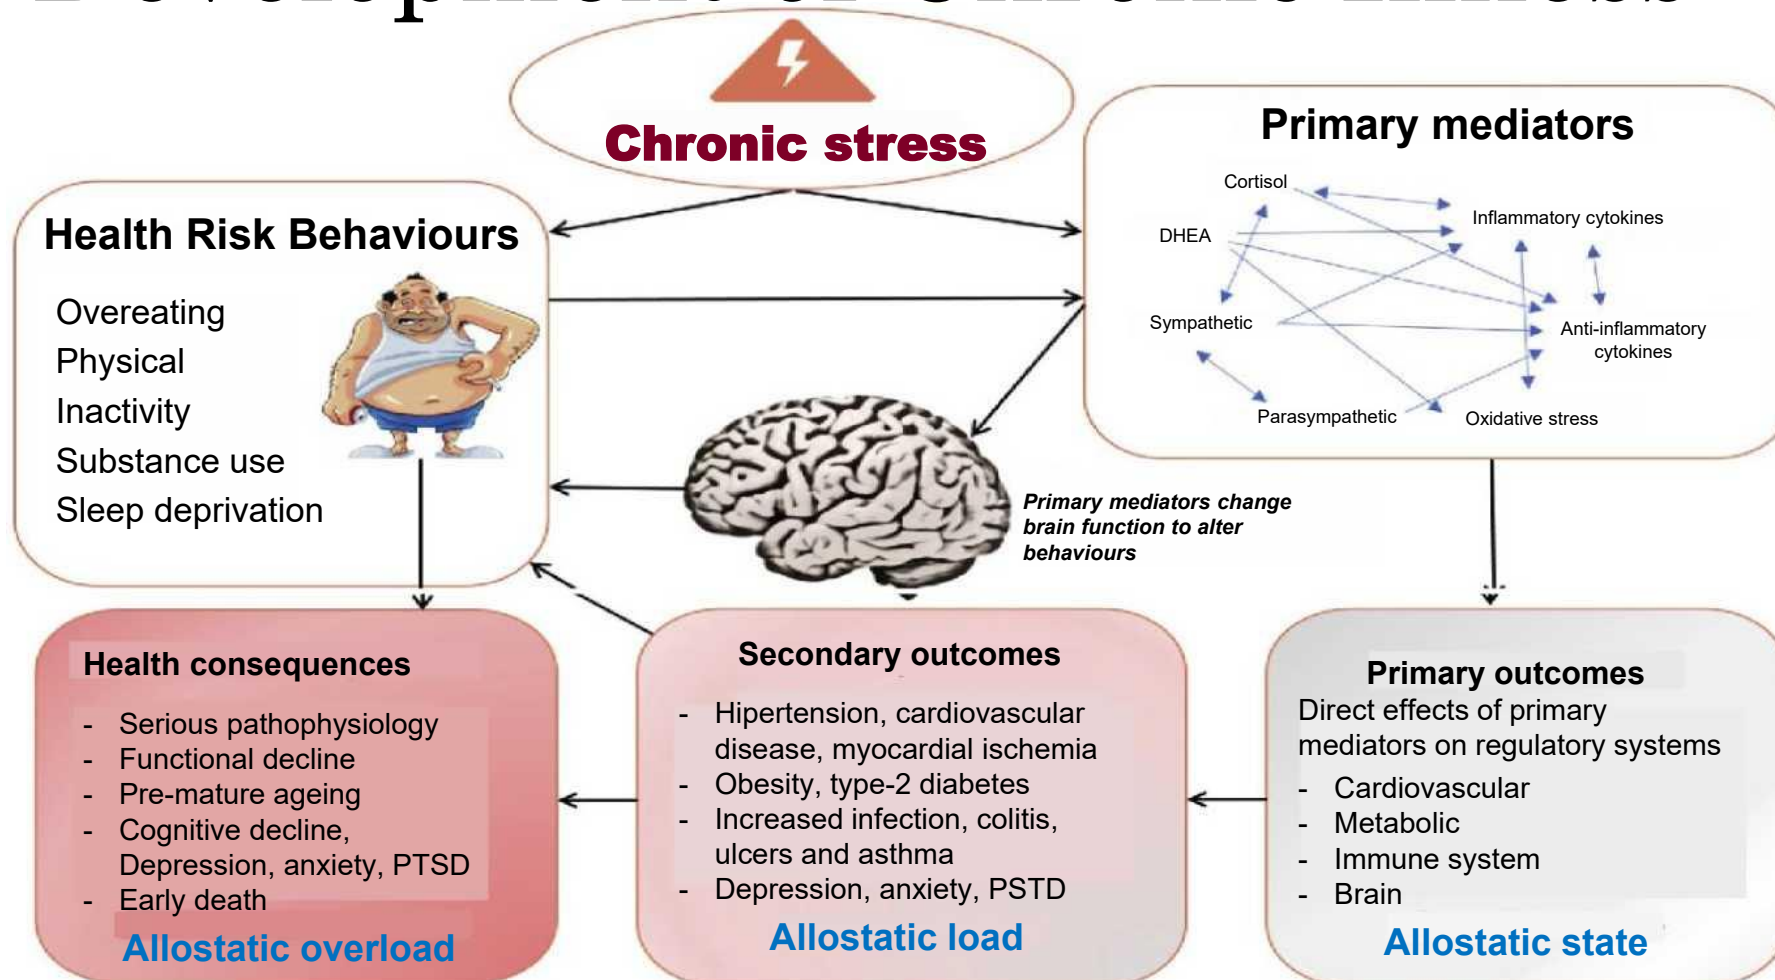 Development of Chronic Illness
Chronic stress
Primary mediators
Cortisol
Inflammatory cytokines
DHEA
Sympathetic
Anti-inflammatory
cytokines
Parasympathetic
Oxidative stress
Health Risk Behaviours
Overeating
Physical
Inactivity
Substance use
Sleep deprivation
Primary mediators change
brain function to alter
behaviours
Health consequences
- Serious pathophysiology
- Functional decline
- Pre-mature ageing
- Cognitive decline,
Depression, anxiety, PTSD
- Early death
Allostatic overload
Secondary outcomes
- Hipertension, cardiovascular
disease, myocardial ischemia
- Obesity, type-2 diabetes
- Increased infection, colitis,
ulcers and asthma
- Depression, anxiety, PSTD
Allostatic load
Primary outcomes
Direct effects of primary
mediators on regulatory systems
- Cardiovascular
- Metabolic
- Immune system
- Brain
Allostatic state